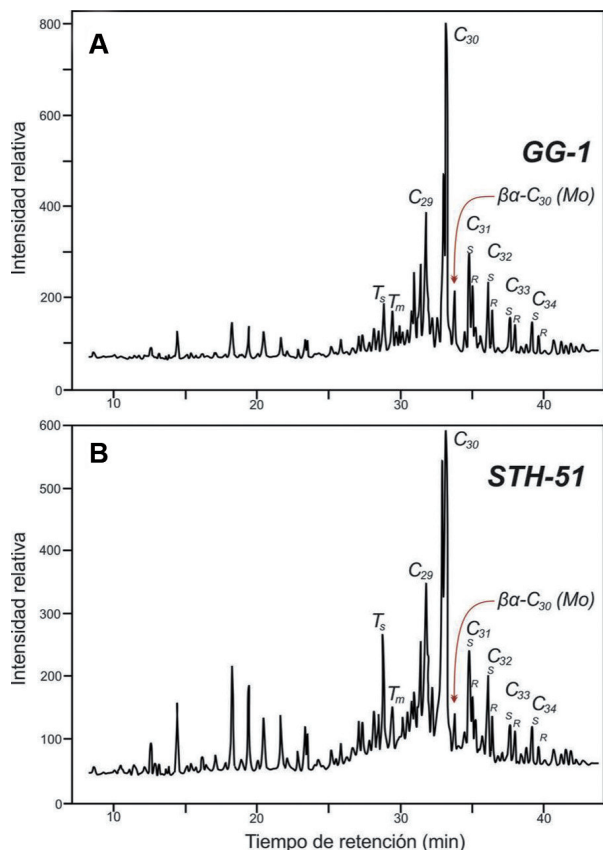 A
GG-1
Intensidad relativa
800
600
400
200
0
C30
C29
Ts
Tm
βα-C30 (Mo)
C31
S
R
C32
S
R
C33
S
R
C34
S
R
10
20
30
40
B
STH-51
Intensidad relativa
600
500
400
300
200
100
0
C30
C29
Ts
Tm
βα-C30 (Mo)
C31
S
R
C32
S
R
C33
S
R
C34
S
R
10
20
30
40
Tiempo de retención (min)